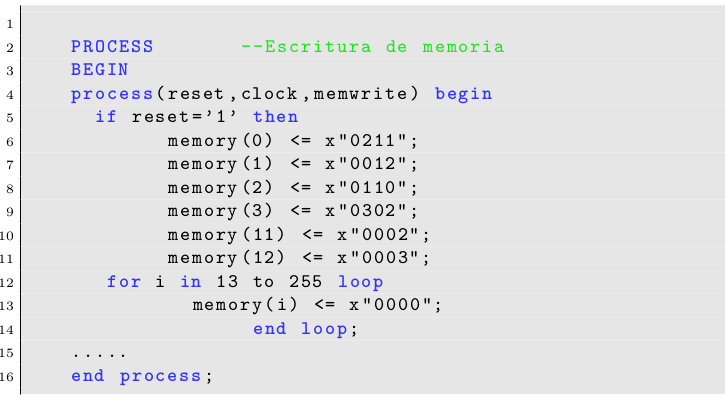 1
2 PROCESS --Escritura de memoria
3 BEGIN
4 process(reset,clock,memwrite) begin
5 if reset='1' then
6 memory(0) <= x"0211";
7 memory(1) <= x"0012";
8 memory(2) <= x"0110";
9 memory(3) <= x"0302";
10 memory(11) <= x"0002";
11 memory(12) <= x"0003";
12 for i in 13 to 255 loop
13 memory(i) <= x"0000";
14 end loop;
15 .....
16 end process;